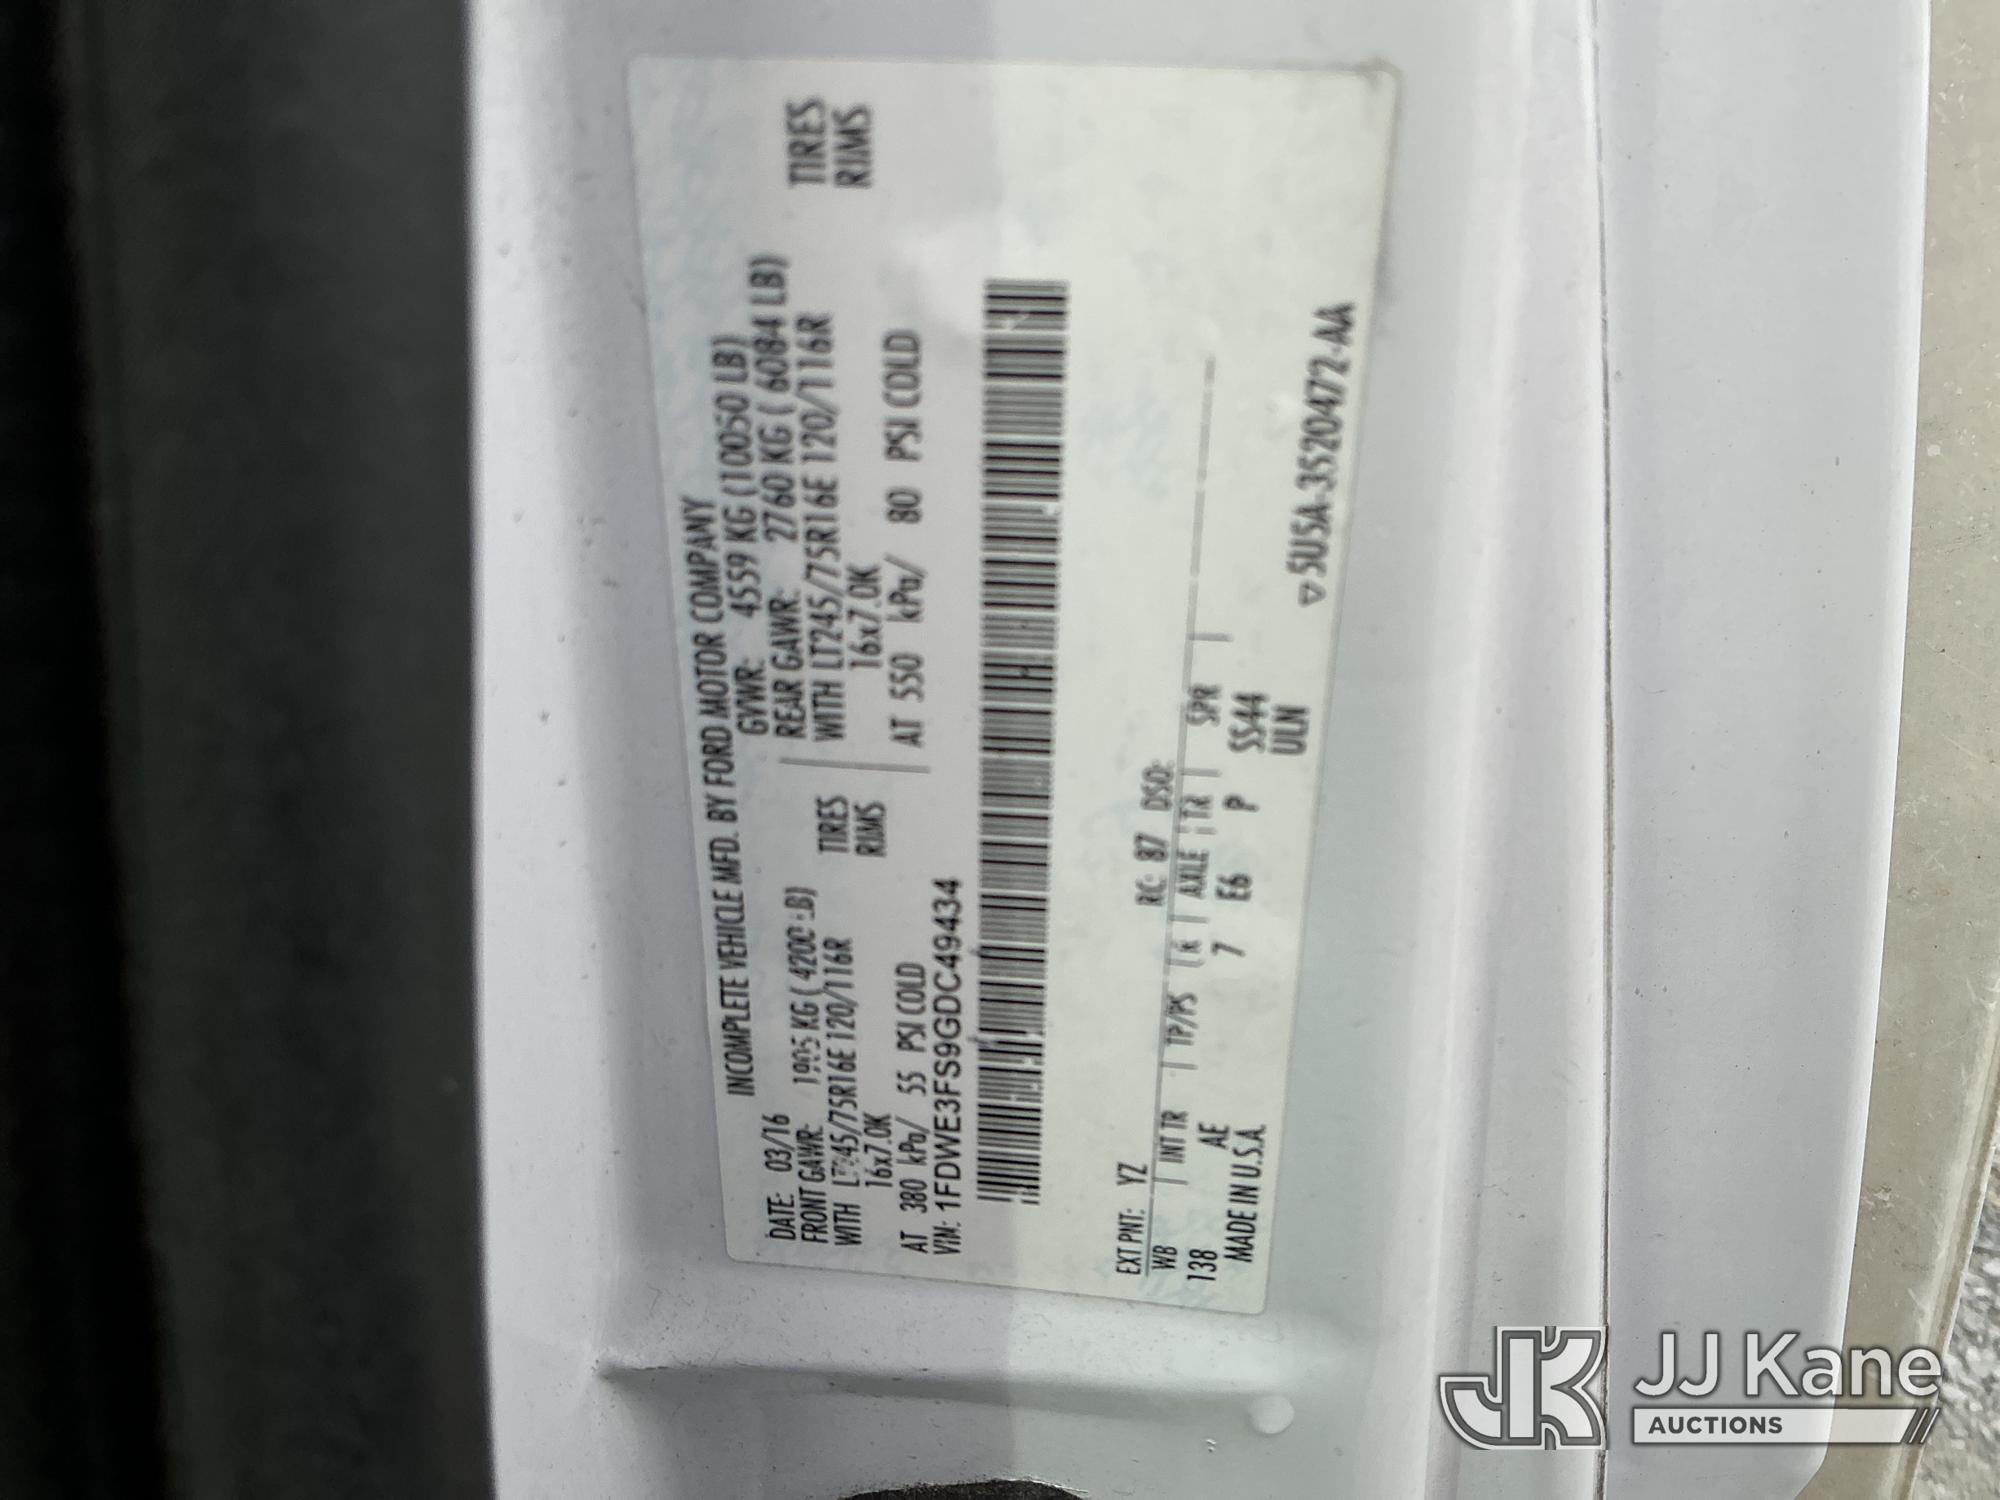 INCOMPLETE VEHICLE MFD. BY FORD MOTOR COMPANY
DATE: 03/16 GVWR: 4559 KG (10050 LB)
FRONT GAWR: KG (4200 LB) REAR GAWR: 2760 KG ( 6084 LB)
WITH LT245/75R16E 120/116R TIRES WITH LT245/75R16E 120/116R TIRES
16x7.0K RIMS 16x7.0K RIMS
AT 380 kPa/ 55 PSI COLD AT 550 kPa/ 80 PSI COLD
VIN: 1FDWE3FS9GDC49434
EXT PNT: YZ RC: 87 DSO:
WB | INT TR | TP/PS | R | AXLE | TR | SPR |
138 AE 7 E6 P SS44
MADE IN U.S.A. ULN
▽5U5A-3520472-AA
JK JJ Kane
AUCTIONS